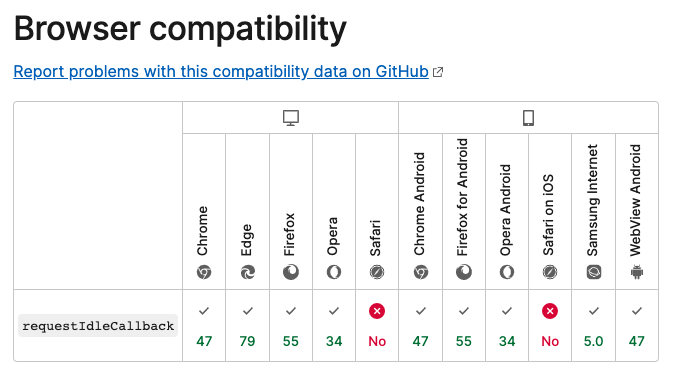 Browser compatibility
Report problems with this compatibility data on GitHub
Chrome
Edge
Firefox
Opera
Safari
Chrome Android
Firefox for Android
Opera Android
Safari on iOS
Samsung Internet
WebView Android
requestIdleCallback
47 79 55 34 No 47 55 34 No 5.0 47